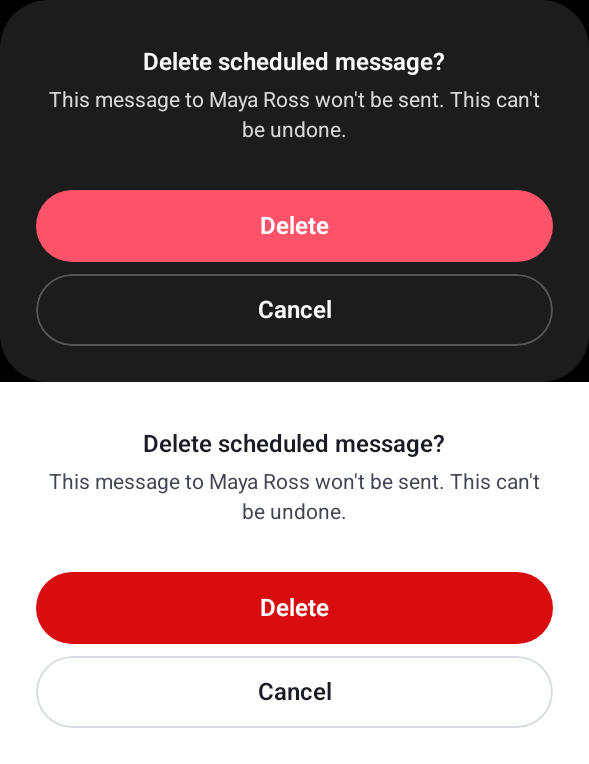 Delete scheduled message?
This message to Maya Ross won't be sent. This can't
be undone.
Delete
Cancel
Delete scheduled message?
This message to Maya Ross won't be sent. This can't
be undone.
Delete
Cancel